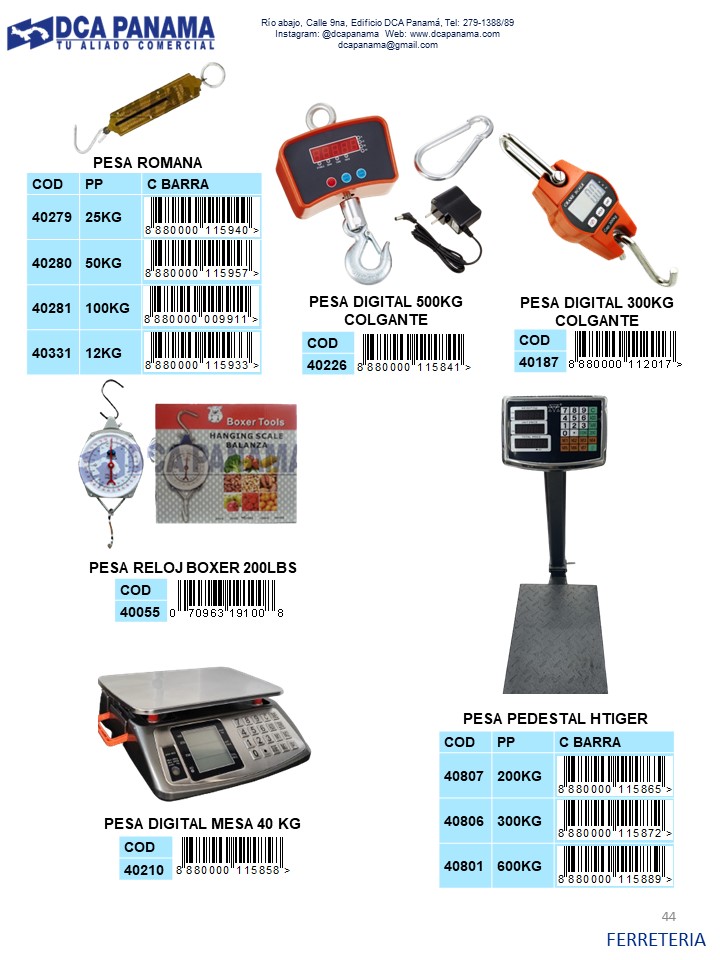 DCA PANAMA
TU ALIADO COMERCIAL
Río abajo, Calle 9na, Edificio DCA Panamá, Tel: 279-1388/89
Instagram: @dcapanama Web: www.dcapanama.com
dcapanama@gmail.com
PESA ROMANA
COD PP C BARRA
40279 25KG 8 880000 115940 >
40280 50KG 8 880000 115957 >
40281 100KG 8 880000 009911 >
40331 12KG 8 880000 115933 >
PESA DIGITAL 500KG
COLGANTE
COD
40226 8 880000 115841 >
CRANE SCALE
PESA DIGITAL 300KG
COLGANTE
COD
40187 8 880000 112017 >
Boxer Tools
HANGING SCALE
BALANZA
DCA PANAMA
PESA RELOJ BOXER 200LBS
COD
40055 0 70963 19100 8
PESA DIGITAL MESA 40 KG
COD
40210 8 880000 115858 >
PESA PEDESTAL HTIGER
COD PP C BARRA
40807 200KG 8 880000 115865 >
40806 300KG 8 880000 115872 >
40801 600KG 8 880000 115889 >
44
FERRETERIA